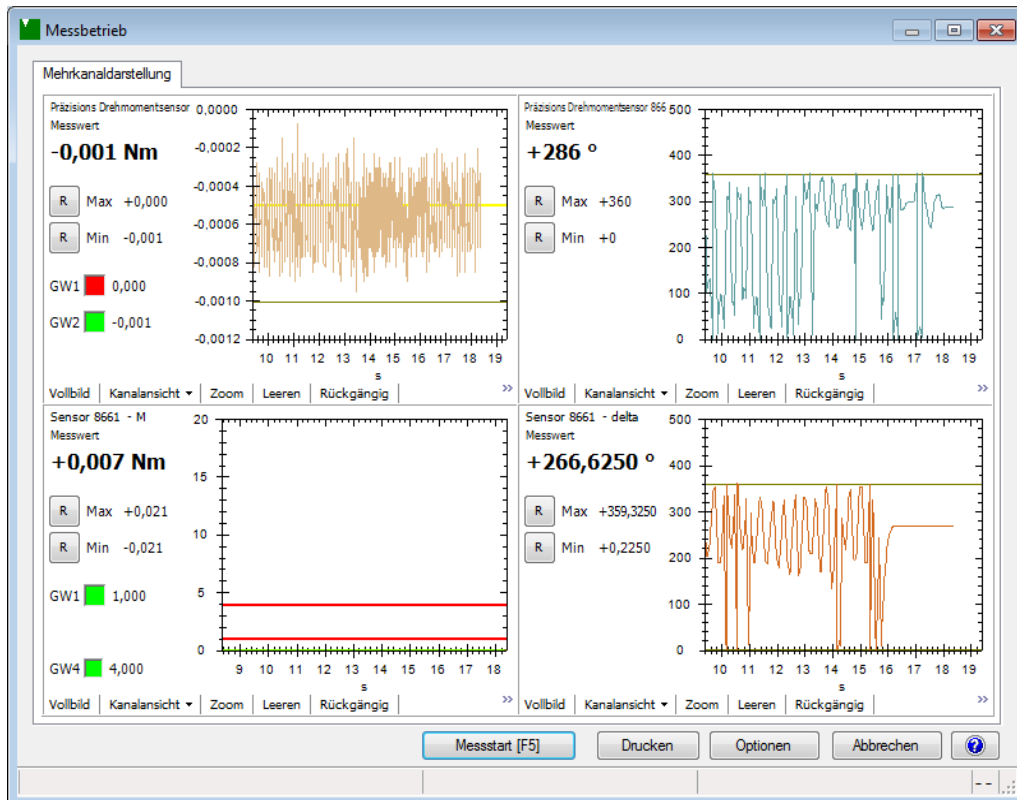 Messbetrieb
Mehrkanaldarstellung
Präzisions Drehmomentsensor
Messwert
-0,001 Nm
R Max +0,000
R Min -0,001
GW1 0,000
GW2 -0,001
0,0000
-0,0002
-0,0004
-0,0006
-0,0008
-0,0010
-0,0012
10 11 12 13 14 15 16 17 18 19
s
Vollbild Kanalansicht Zoom Leeren Rückgängig »
Präzisions Drehmomentsensor 866
Messwert
+286 °
R Max +360
R Min +0
500
400
300
200
100
0
10 11 12 13 14 15 16 17 18 19
s
Vollbild Kanalansicht Zoom Leeren Rückgängig »
Sensor 8661 - M
Messwert
+0,007 Nm
R Max +0,021
R Min -0,021
GW1 1,000
GW4 4,000
20
15
10
5
0
9 10 11 12 13 14 15 16 17 18
s
Vollbild Kanalansicht Zoom Leeren Rückgängig »
Sensor 8661 - delta
Messwert
+266,6250 °
R Max +359,3250
R Min +0,2250
500
400
300
200
100
0
10 11 12 13 14 15 16 17 18 19
s
Vollbild Kanalansicht Zoom Leeren Rückgängig »
Messstart [F5] Drucken Optionen Abbrechen ?
--